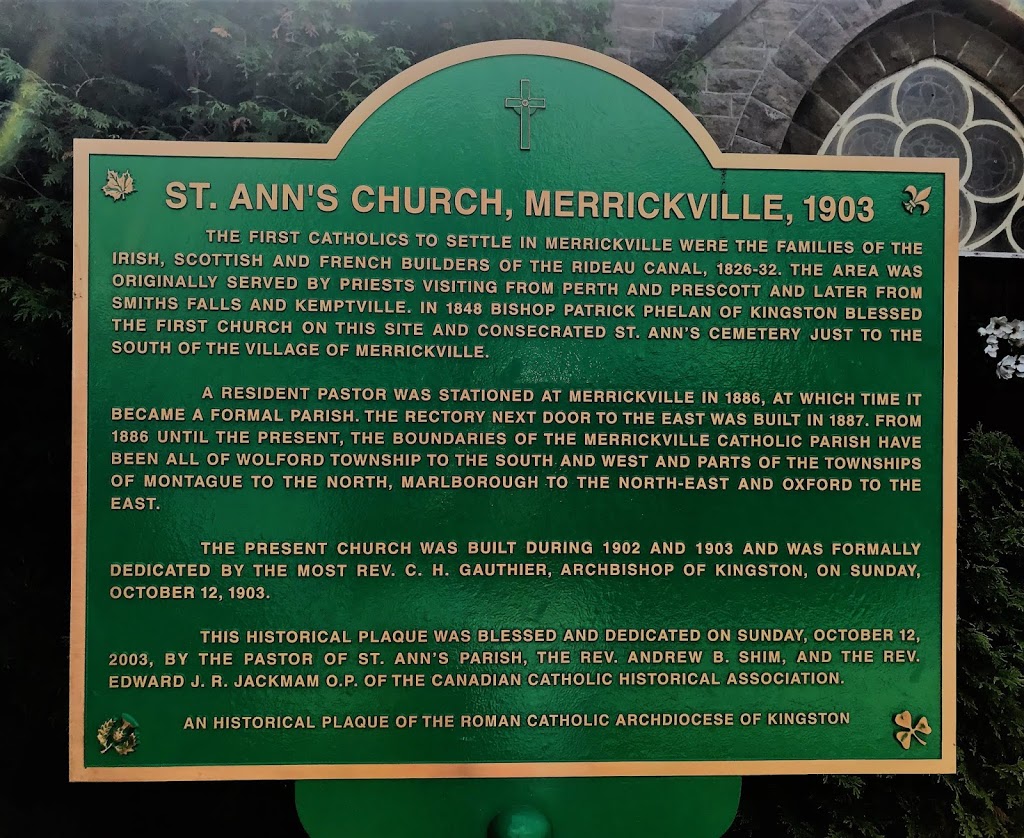 ST. ANN'S CHURCH, MERRICKVILLE, 1903
THE FIRST CATHOLICS TO SETTLE IN MERRICKVILLE WERE THE FAMILIES OF THE
IRISH, SCOTTISH AND FRENCH BUILDERS OF THE RIDEAU CANAL, 1826-32. THE AREA WAS
ORIGINALLY SERVED BY PRIESTS VISITING FROM PERTH AND PRESCOTT AND LATER FROM
SMITHS FALLS AND KEMPTVILLE. IN 1848 BISHOP PATRICK PHELAN OF KINGSTON BLESSED
THE FIRST CHURCH ON THIS SITE AND CONSECRATED ST. ANN'S CEMETERY JUST TO THE
SOUTH OF THE VILLAGE OF MERRICKVILLE.
A RESIDENT PASTOR WAS STATIONED AT MERRICKVILLE IN 1886, AT WHICH TIME IT
BECAME A FORMAL PARISH. THE RECTORY NEXT DOOR TO THE EAST WAS BUILT IN 1887. FROM
1886 UNTIL THE PRESENT, THE BOUNDARIES OF THE MERRICKVILLE CATHOLIC PARISH HAVE
BEEN ALL OF WOLFORD TOWNSHIP TO THE SOUTH AND WEST AND PARTS OF THE TOWNSHIPS
OF MONTAGUE TO THE NORTH, MARLBOROUGH TO THE NORTH-EAST AND OXFORD TO THE
EAST.
THE PRESENT CHURCH WAS BUILT DURING 1902 AND 1903 AND WAS FORMALLY
DEDICATED BY THE MOST REV. C. H. GAUTHIER, ARCHBISHOP OF KINGSTON, ON SUNDAY,
OCTOBER 12, 1903.
THIS HISTORICAL PLAQUE WAS BLESSED AND DEDICATED ON SUNDAY, OCTOBER 12,
2003, BY THE PASTOR OF ST. ANN'S PARISH, THE REV. ANDREW B. SHIM, AND THE REV.
EDWARD J. R. JACKMAM O.P. OF THE CANADIAN CATHOLIC HISTORICAL ASSOCIATION.
AN HISTORICAL PLAQUE OF THE ROMAN CATHOLIC ARCHDIOCESE OF KINGSTON